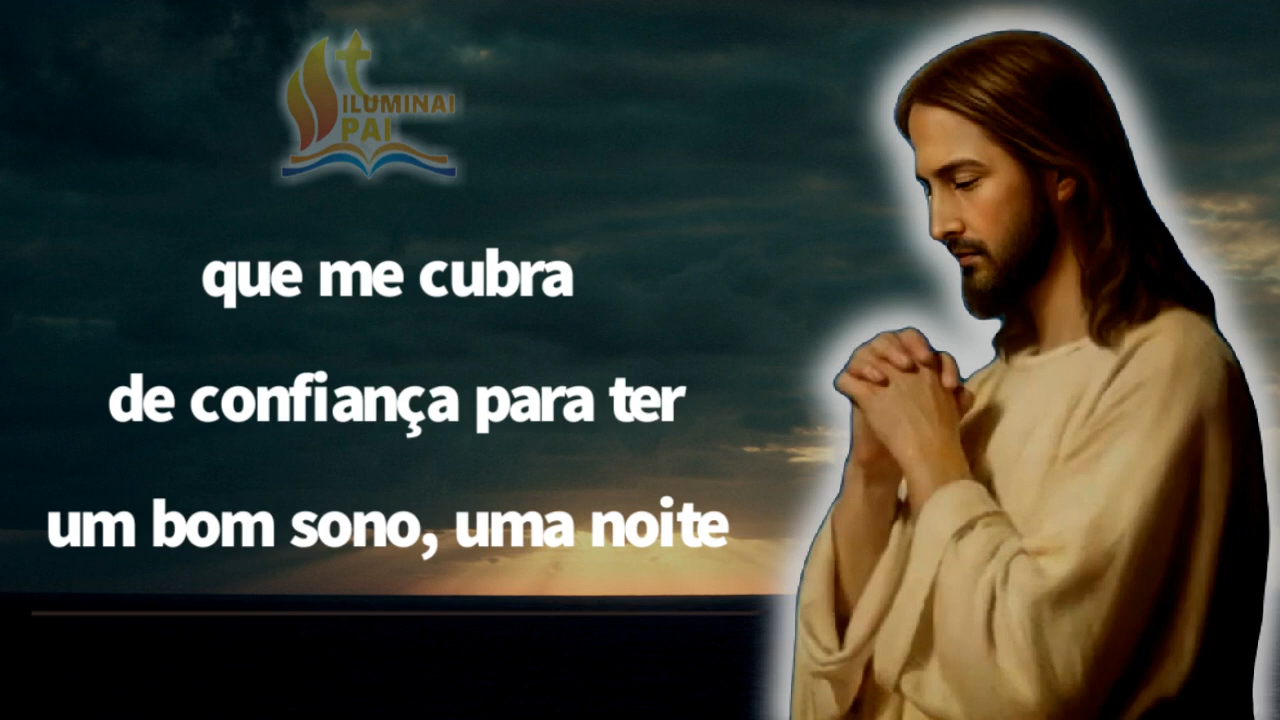 ILUMINAI
PAI
que me cubra
de confiança para ter
um bom sono, uma noite